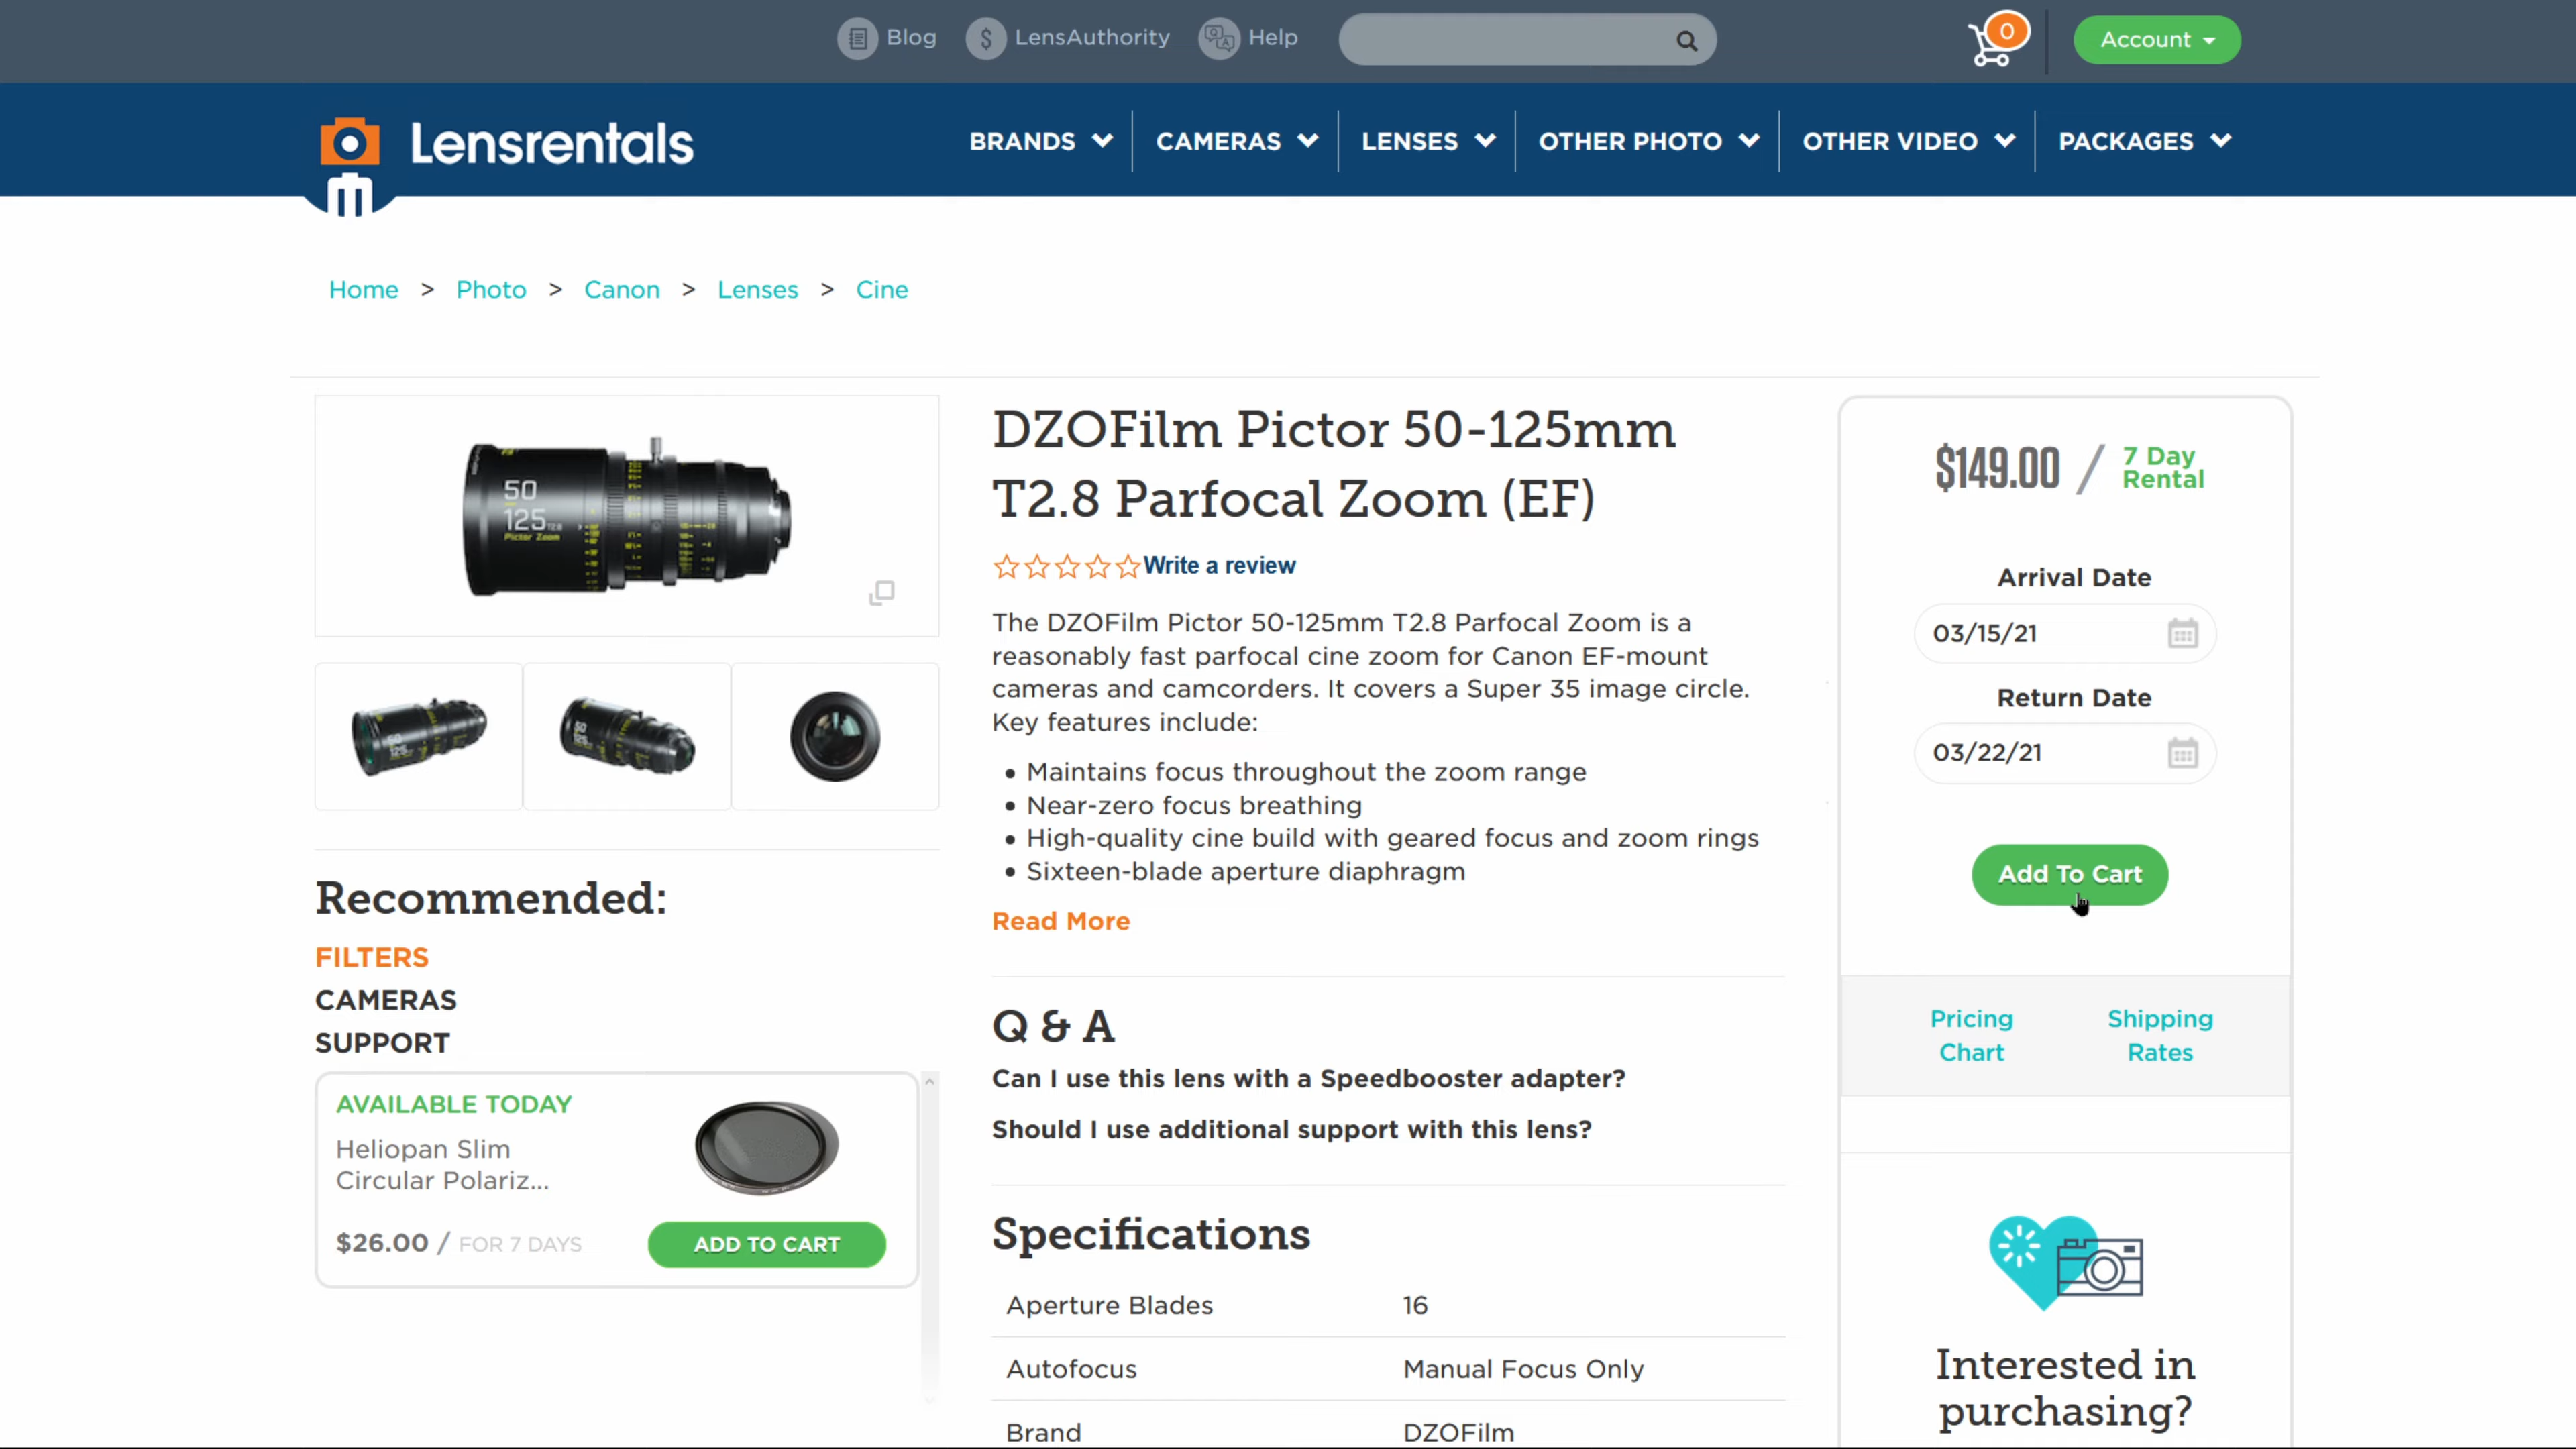 Blog
LensAuthority
Help
0
Account
Lensrentals
BRANDS
CAMERAS
LENSES
OTHER PHOTO
OTHER VIDEO
PACKAGES
Home > Photo > Canon > Lenses > Cine
50
125 T2.8
Pictor Zoom
DZOFilm Pictor 50-125mm
T2.8 Parfocal Zoom (EF)
Write a review
The DZOFilm Pictor 50-125mm T2.8 Parfocal Zoom is a
reasonably fast parfocal cine zoom for Canon EF-mount
cameras and camcorders. It covers a Super 35 image circle.
Key features include:
• Maintains focus throughout the zoom range
• Near-zero focus breathing
• High-quality cine build with geared focus and zoom rings
• Sixteen-blade aperture diaphragm
Read More
Q & A
Can I use this lens with a Speedbooster adapter?
Should I use additional support with this lens?
Specifications
Aperture Blades 16
Autofocus Manual Focus Only
Brand DZOFilm
$149.00 / 7 Day
Rental
Arrival Date
03/15/21
Return Date
03/22/21
Add To Cart
Pricing
Chart
Shipping
Rates
Interested in
purchasing?
Recommended:
FILTERS
CAMERAS
SUPPORT
AVAILABLE TODAY
Heliopan Slim
Circular Polariz...
$26.00 / FOR 7 DAYS
ADD TO CART